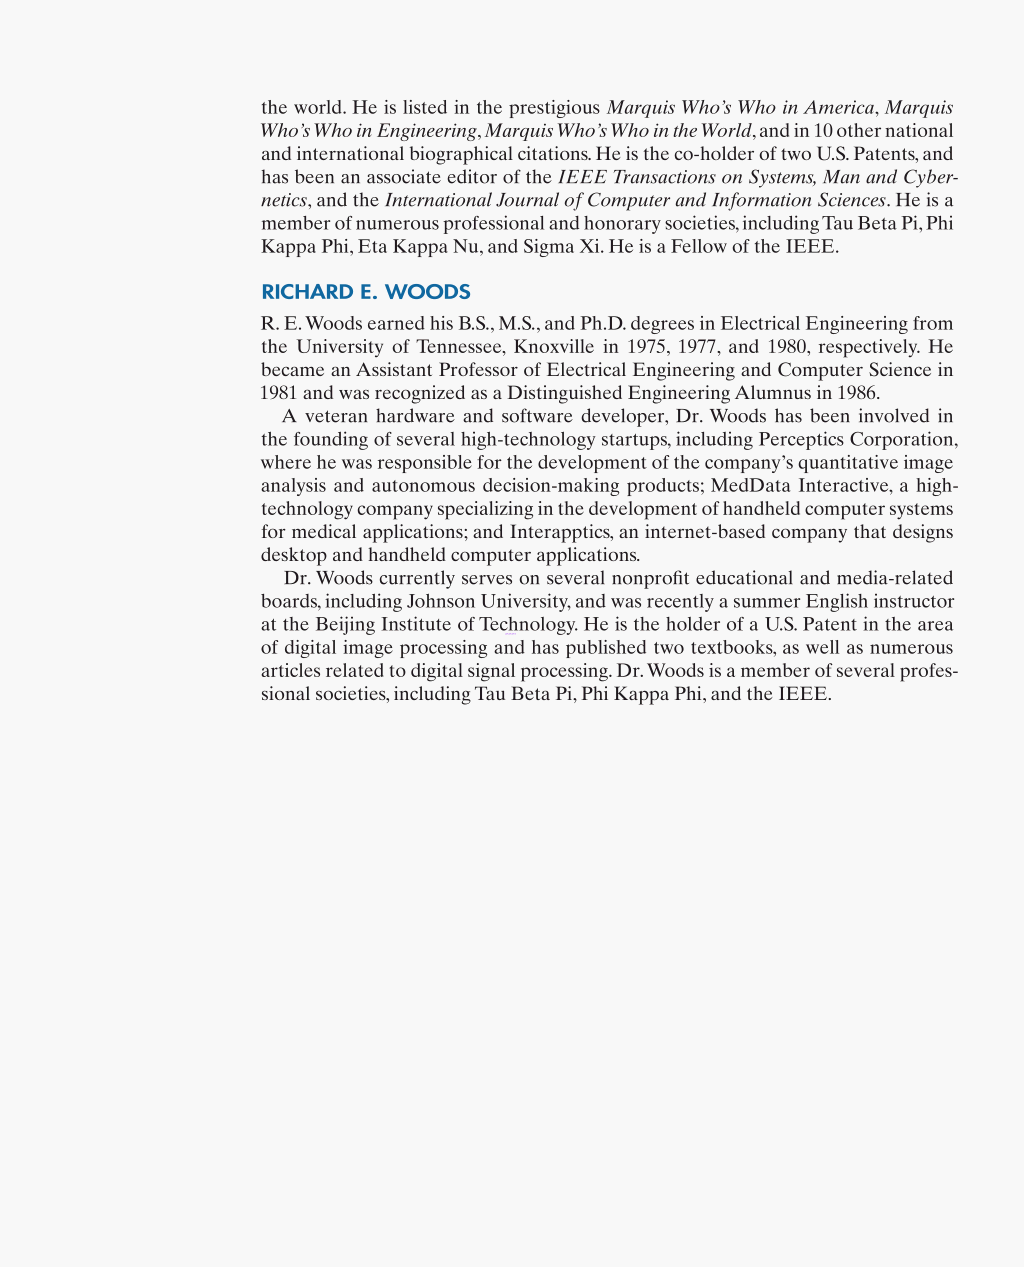 the world. He is listed in the prestigious Marquis Who’s Who in America, Marquis
Who’s Who in Engineering, Marquis Who’s Who in the World, and in 10 other national
and international biographical citations. He is the co-holder of two U.S. Patents, and
has been an associate editor of the IEEE Transactions on Systems, Man and Cyber-
netics, and the International Journal of Computer and Information Sciences. He is a
member of numerous professional and honorary societies, including Tau Beta Pi, Phi
Kappa Phi, Eta Kappa Nu, and Sigma Xi. He is a Fellow of the IEEE.
RICHARD E. WOODS
R. E. Woods earned his B.S., M.S., and Ph.D. degrees in Electrical Engineering from
the University of Tennessee, Knoxville in 1975, 1977, and 1980, respectively. He
became an Assistant Professor of Electrical Engineering and Computer Science in
1981 and was recognized as a Distinguished Engineering Alumnus in 1986.
A veteran hardware and software developer, Dr. Woods has been involved in
the founding of several high-technology startups, including Perceptics Corporation,
where he was responsible for the development of the company’s quantitative image
analysis and autonomous decision-making products; MedData Interactive, a high-
technology company specializing in the development of handheld computer systems
for medical applications; and Interapptics, an internet-based company that designs
desktop and handheld computer applications.
Dr. Woods currently serves on several nonprofit educational and media-related
boards, including Johnson University, and was recently a summer English instructor
at the Beijing Institute of Technology. He is the holder of a U.S. Patent in the area
of digital image processing and has published two textbooks, as well as numerous
articles related to digital signal processing. Dr. Woods is a member of several profes-
sional societies, including Tau Beta Pi, Phi Kappa Phi, and the IEEE.